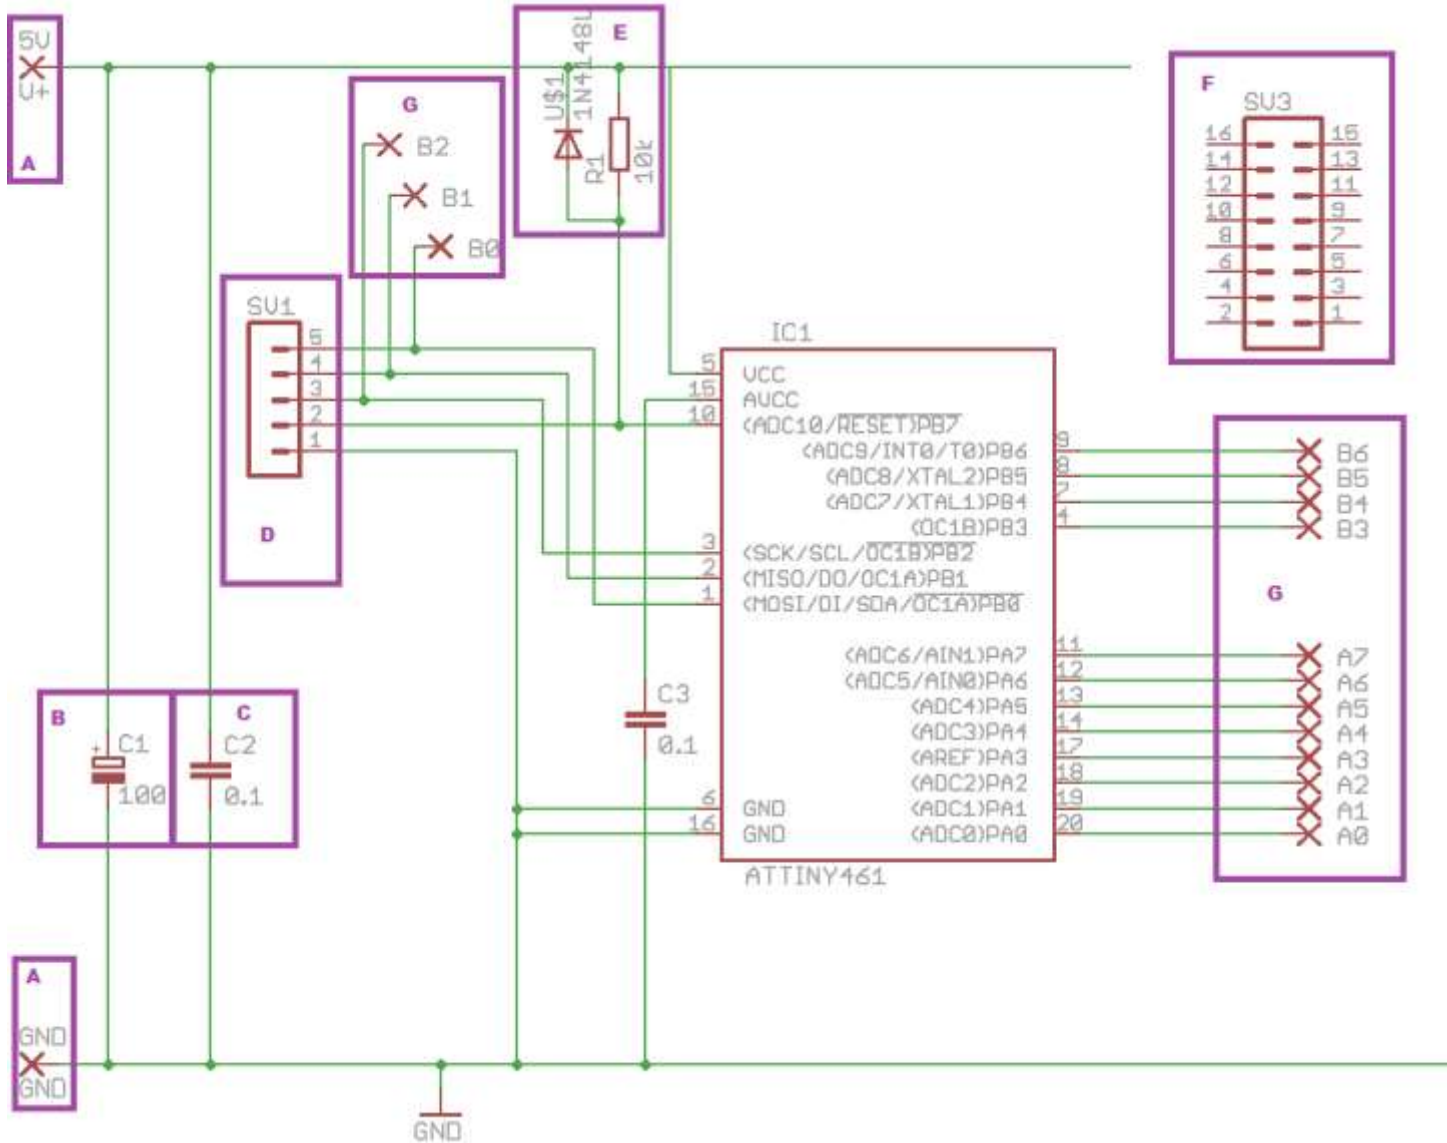 5V
V+
A
G
B2
B1
B0
E
U$1
1N4148L
R1
10k
F
SV3
16 15
14 13
12 11
10 9
8 7
6 5
4 3
2 1
SV1
5
4
3
2
1
D
IC1
5 VCC
15 AVCC
10 (ADC10/RESET)PB7
(ADC9/INT0/T0)PB6 9 B6
(ADC8/XTAL2)PB5 8 B5
(ADC7/XTAL1)PB4 7 B4
(OC1B)PB3 4 B3
3 (SCK/SCL/OC1B)PB2
2 (MISO/DO/OC1A)PB1
1 (MOSI/DI/SDA/OC1A)PB0
G
(ADC6/AIN1)PA7 11 A7
(ADC5/AIN0)PA6 12 A6
(ADC4)PA5 13 A5
(ADC3)PA4 14 A4
(AREF)PA3 17 A3
(ADC2)PA2 18 A2
6 GND (ADC1)PA1 19 A1
16 GND (ADC0)PA0 20 A0
ATTINY461
B
C1
100
C
C2
0.1
C3
0.1
A
GND
GND
GND